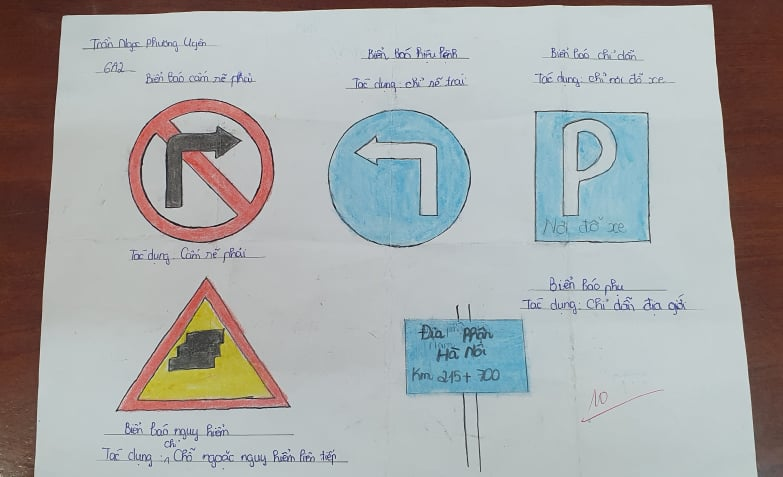 Trần Ngọc Phương Uyên
6A2
Biển báo cấm rẽ phải
Tác dụng: Cấm rẽ phải
Biển báo hiệu lệnh
Tác dụng: chỉ rẽ trái
Biển báo chỉ dẫn
Tác dụng: chỉ nơi đỗ xe
P
Nơi đỗ xe
Biển báo nguy hiểm
Tác dụng: chỉ Chỗ ngoặc nguy hiểm liên tiếp
Biển báo phụ
Tác dụng: Chỉ dẫn địa giới
Địa phận
Hà Nội
Km 215+700
10